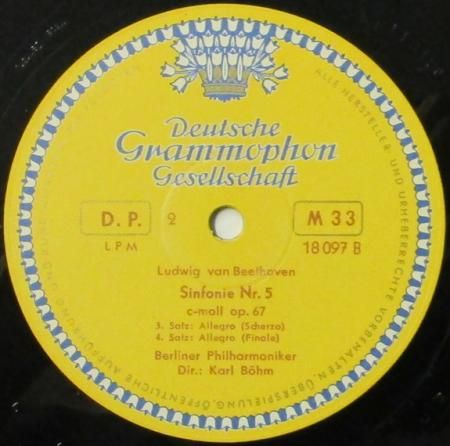 Deutsche
Grammophon
Gesellschaft
D. P.
2
M 33
LPM
18 097 B
Ludwig van Beethoven
Sinfonie Nr. 5
c-moll op. 67
3. Satz: Allegro (Scherzo)
4. Satz: Allegro (Finale)
Berliner Philharmoniker
Dir.: Karl Böhm
ALLE HERSTELLER- UND URHEBERRECHTE VORBEHALTEN, ÜBERSPIELUNG, ÖFFENTLICHE AUFFÜHRUNG